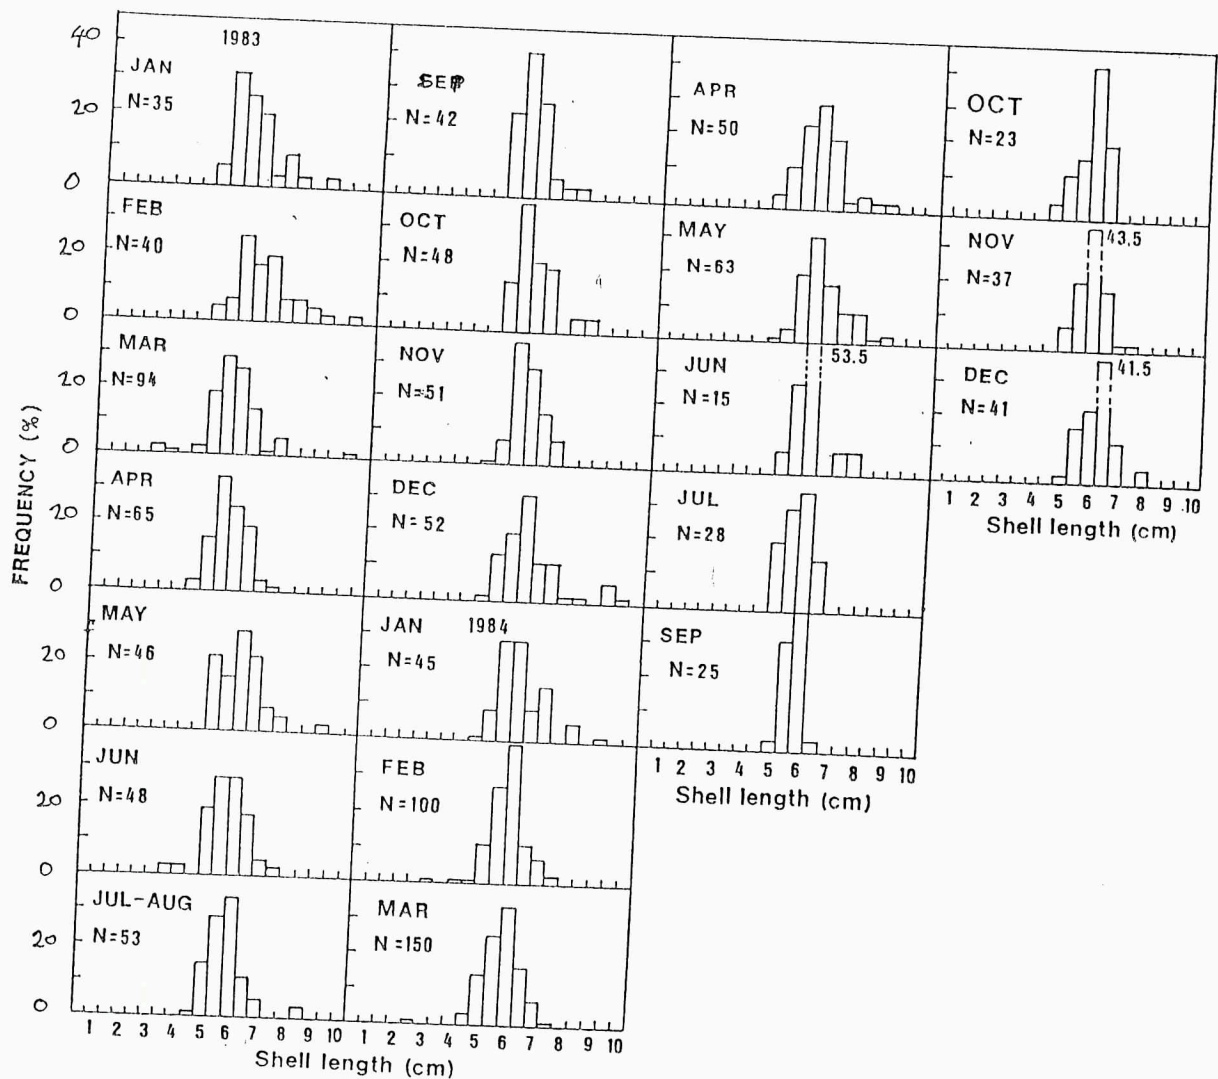 1983
FREQUENCY (%)
40
20
0
JAN
N=35
20
0
FEB
N=40
20
0
MAR
N=94
20
0
APR
N=65
20
0
MAY
N=46
20
0
JUN
N=48
20
0
JUL-AUG
N=53
1 2 3 4 5 6 7 8 9 10
Shell length (cm)
SEP
N=42
OCT
N=48
NOV
N=51
DEC
N=52
JAN 1984
N=45
FEB
N=100
MAR
N=150
1 2 3 4 5 6 7 8 9 10
APR
N=50
MAY
N=63
JUN 53.5
N=15
JUL
N=28
SEP
N=25
1 2 3 4 5 6 7 8 9 10
Shell length (cm)
OCT
N=23
NOV 43.5
N=37
DEC 41.5
N=41
1 2 3 4 5 6 7 8 9 10
Shell length (cm)